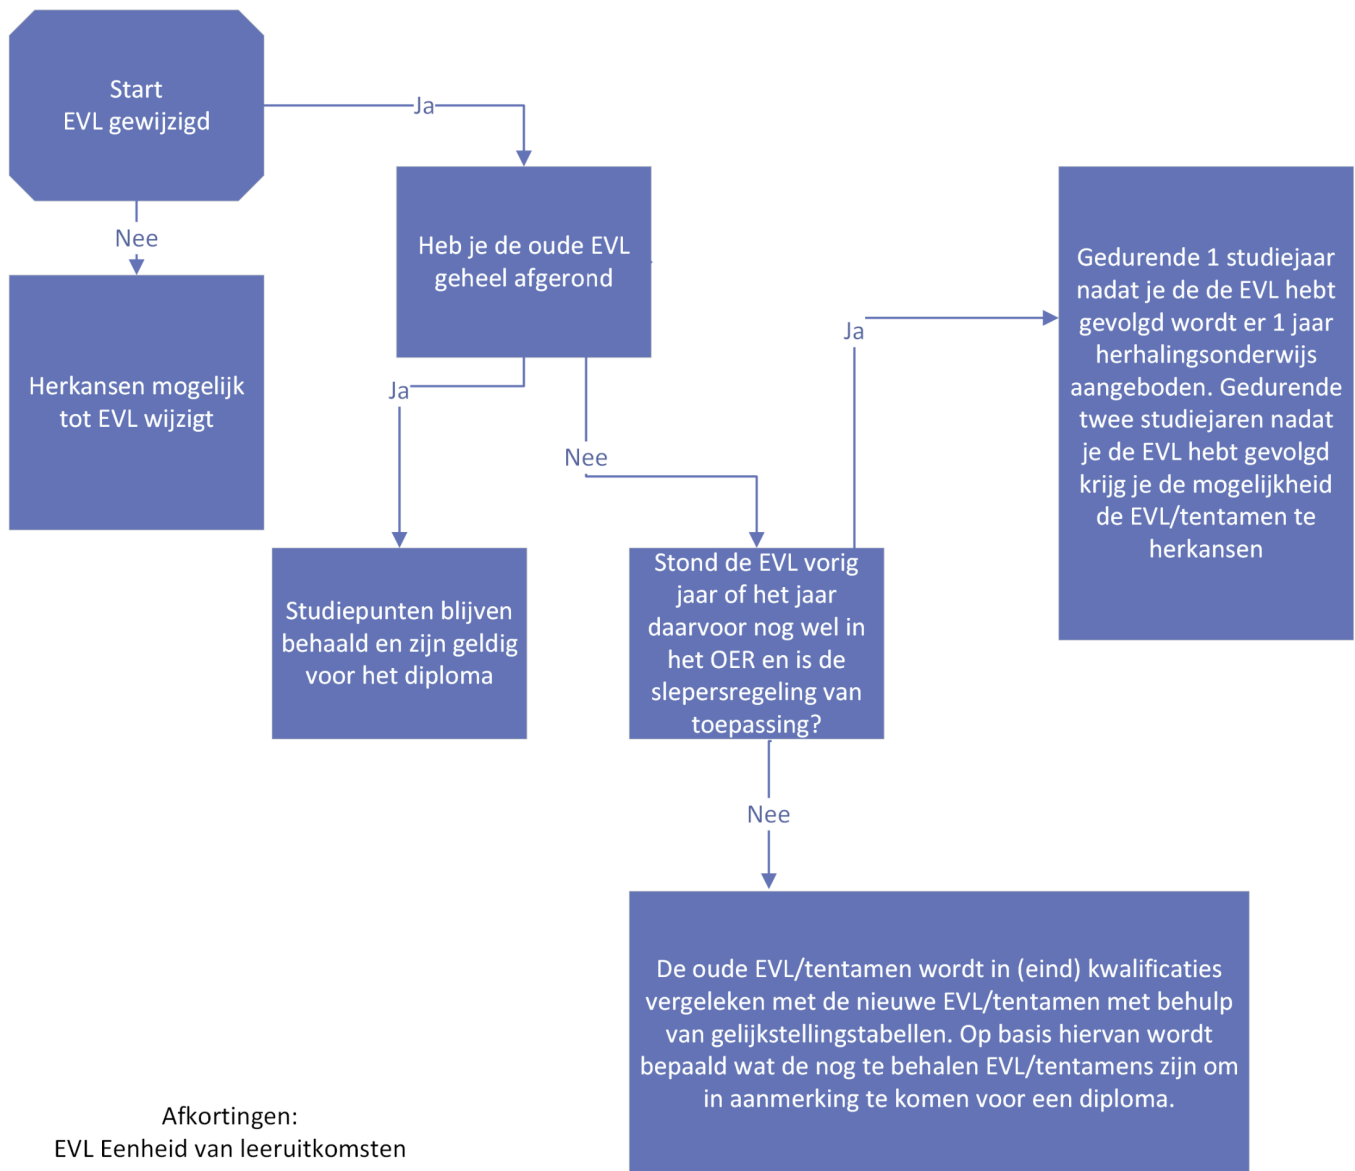 Start
EVL gewijzigd
Ja
Nee
Herkansen mogelijk
tot EVL wijzigt
Heb je de oude EVL
geheel afgerond
Ja
Studiepunten blijven
behaald en zijn geldig
voor het diploma
Nee
Stond de EVL vorig
jaar of het jaar
daarvoor nog wel in
het OER en is de
slepersregeling van
toepassing?
Ja
Gedurende 1 studiejaar
nadat je de de EVL hebt
gevolgd wordt er 1 jaar
herhalingsonderwijs
aangeboden. Gedurende
twee studiejaren nadat
je de EVL hebt gevolgd
krijg je de mogelijkheid
de EVL/tentamen te
herkansen
Nee
De oude EVL/tentamen wordt in (eind) kwalificaties
vergeleken met de nieuwe EVL/tentamen met behulp
van gelijkstellingstabellen. Op basis hiervan wordt
bepaald wat de nog te behalen EVL/tentamens zijn om
in aanmerking te komen voor een diploma.
Afkortingen:
EVL Eenheid van leeruitkomsten